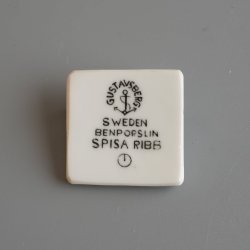 GUSTAVSBERG
SWEDEN
BENPORSLIN
SPISA RIBB